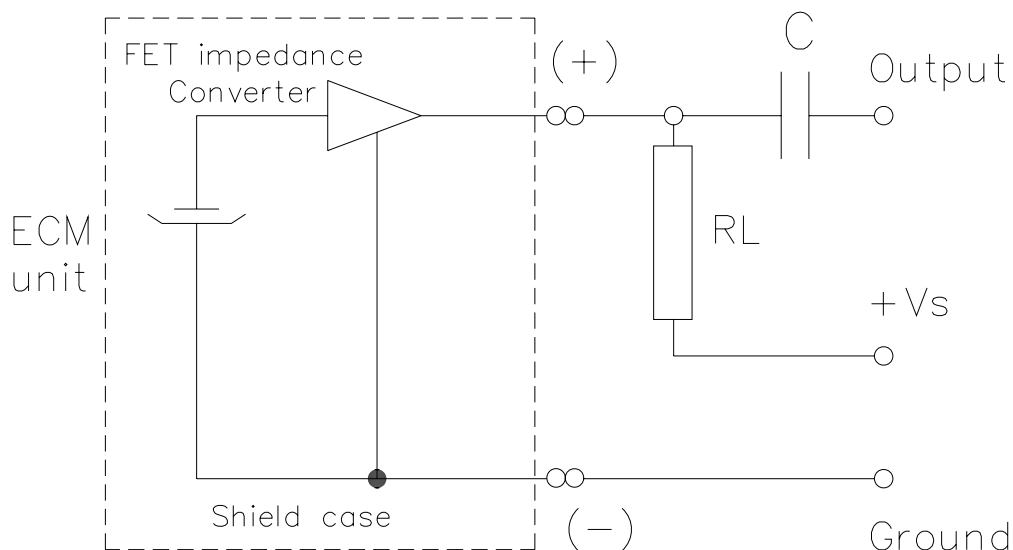 FET impedance
Converter
(+)
C
Output
ECM
unit
RL
+Vs
Shield case
(-)
Ground